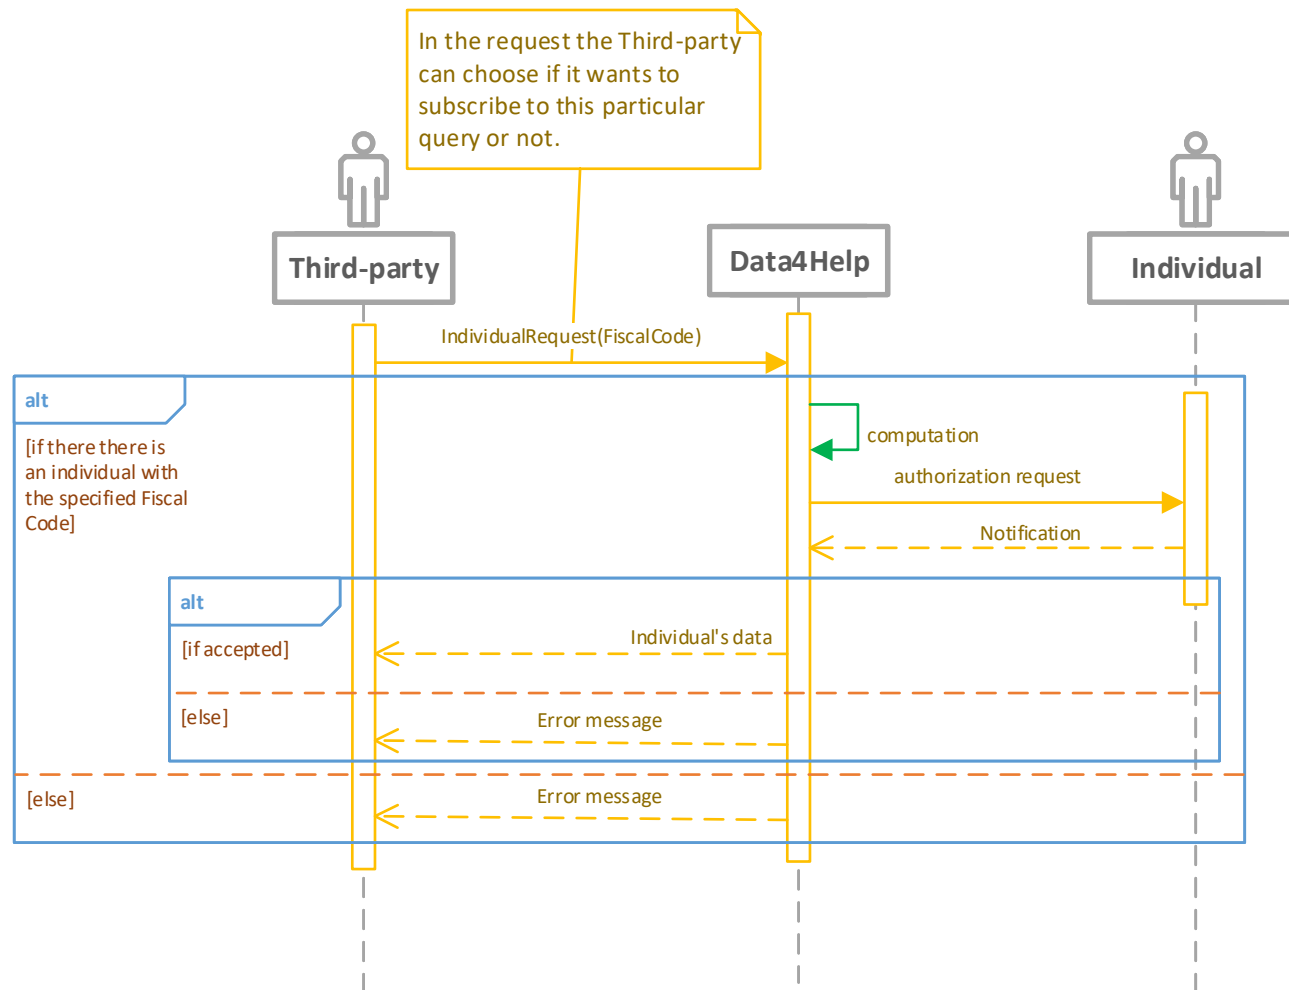 In the request the Third-party
can choose if it wants to
subscribe to this particular
query or not.
Third-party
Data4Help
Individual
IndividualRequest(FiscalCode)
alt
[if there there is
an individual with
the specified Fiscal
Code]
computation
authorization request
Notification
alt
[if accepted]
Individual's data
[else]
Error message
[else]
Error message